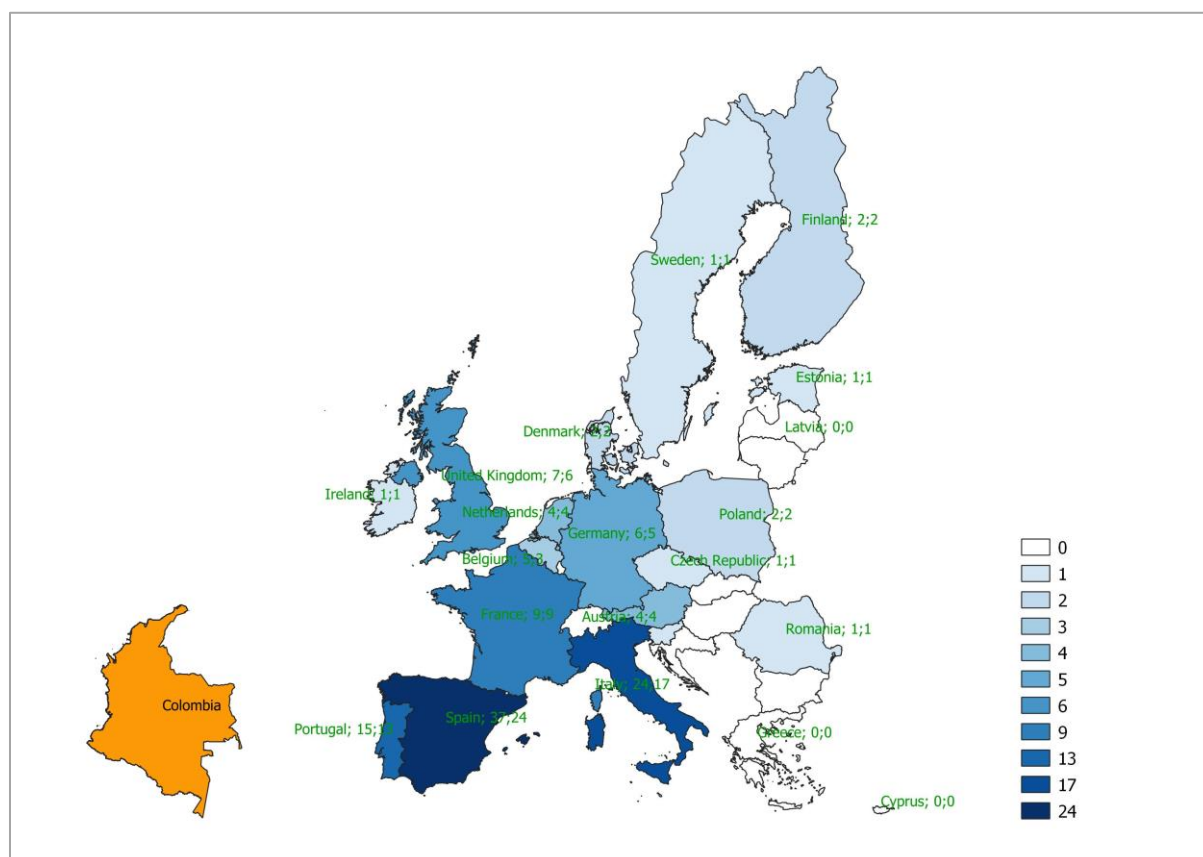 Finland; 2;2
Sweden; 1;1
Estonia; 1;1
Latvia; 0;0
Denmark;
United Kingdom; 7;6
Ireland; 1;1
Netherlands; 4;4
Poland; 2;2
Germany; 6;5
Belgium;
Czech Republic; 1;1
France; 9;9
Austria; 4;4
Romania; 1;1
Italy; 24;17
Colombia
Spain; 37;24
Portugal;
Greece; 0;0
Cyprus; 0;0
0
1
2
3
4
5
6
9
13
17
24